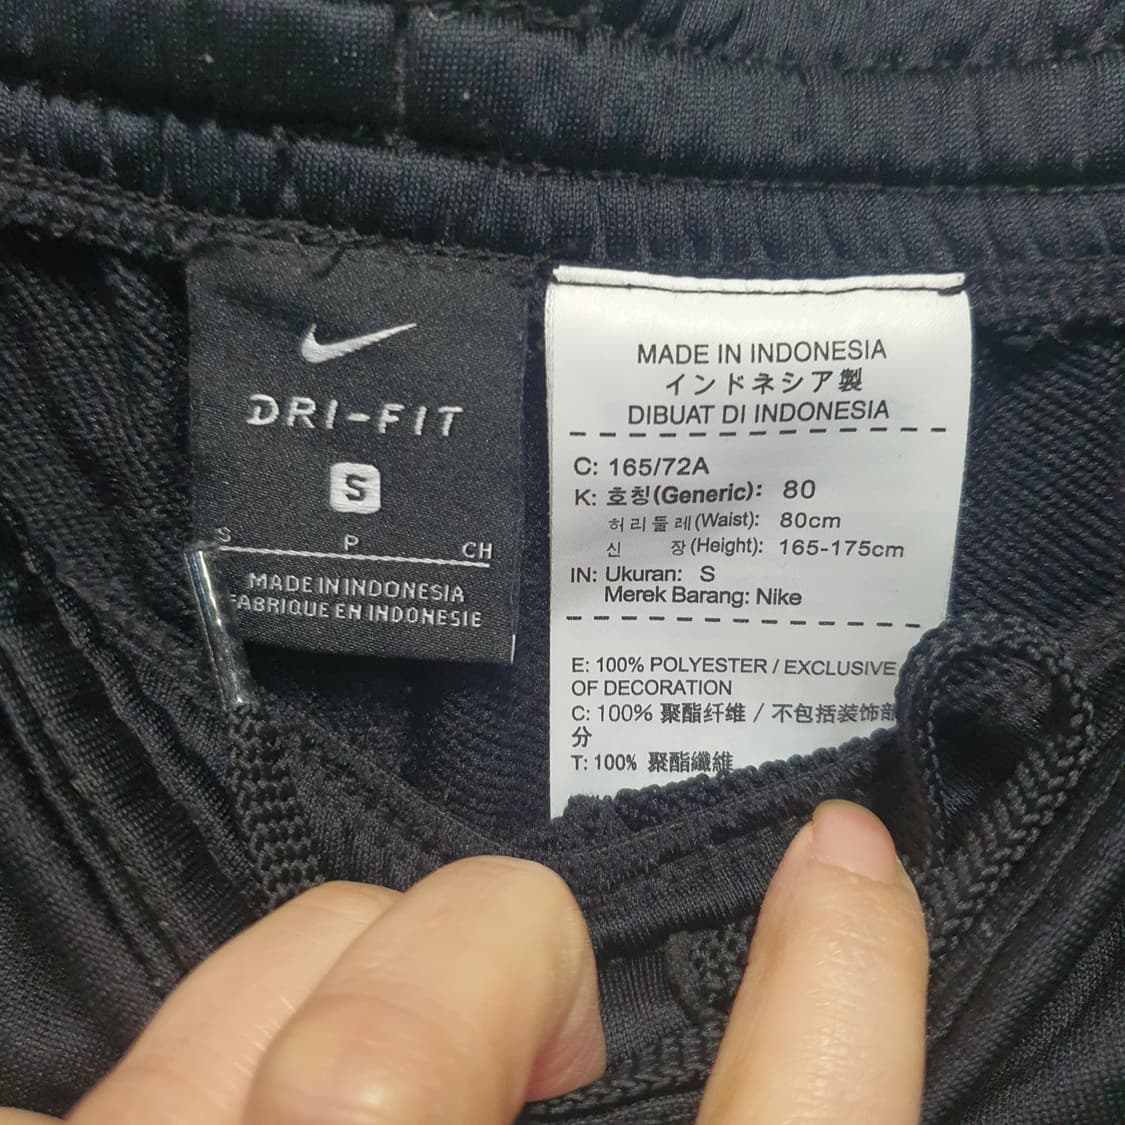 DRI-FIT
S
S P CH
MADE IN INDONESIA
FABRIQUE EN INDONESIE
MADE IN INDONESIA
インドネシア製
DIBUAT DI INDONESIA
C: 165/72A
K: 호칭(Generic): 80
허리둘레(Waist): 80cm
신 장(Height): 165-175cm
IN: Ukuran: S
Merek Barang: Nike
E: 100% POLYESTER / EXCLUSIVE
OF DECORATION
C: 100% 聚酯纤维 / 不包括装饰部
分
T: 100% 聚酯纖維